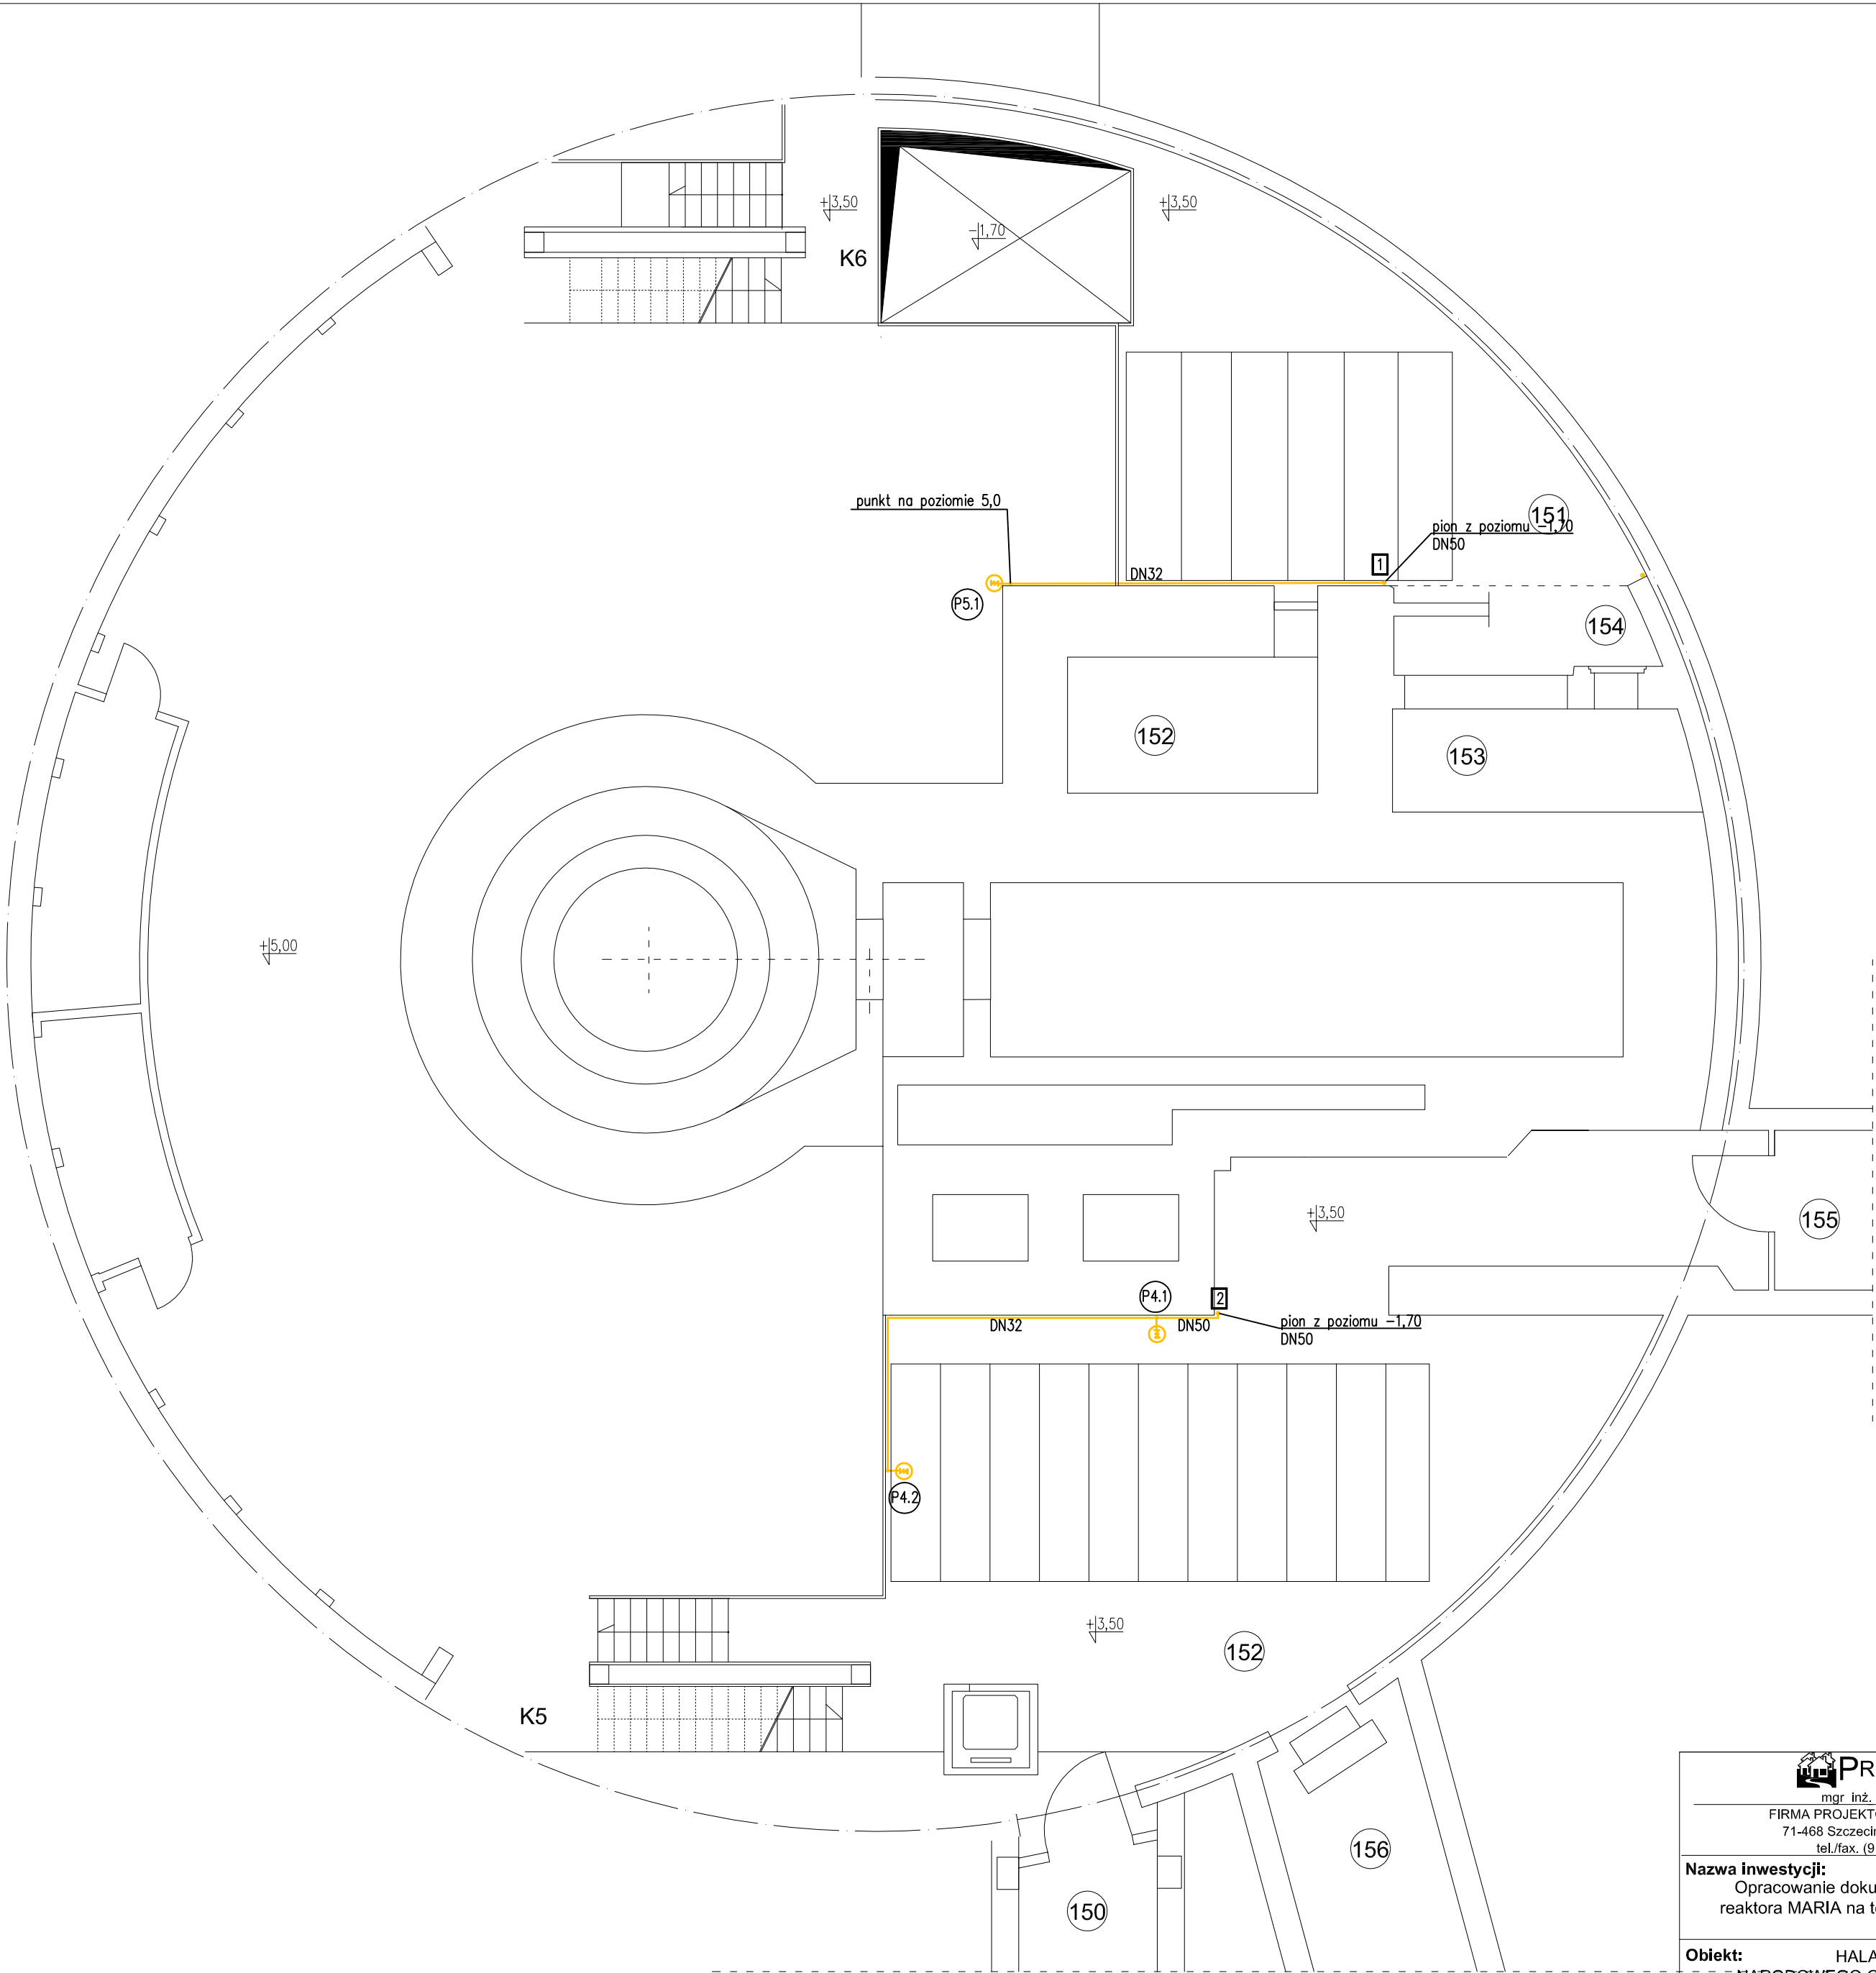 +3,50
+3,50
-1,70
K6
punkt na poziomie 5,0
151
pion z poziomu -1,70
DN50
1
DN32
P5.1
154
152
153
+5,00
+3,50
155
P4.1
2
DN32
DN50
pion z poziomu -1,70
DN50
P4.2
+3,50
152
K5
156
150
PR
mgr inż.
FIRMA PROJEKT
71-468 Szczecin
tel./fax. (9
Nazwa inwestycji:
Opracowanie doku
reaktora MARIA na t
Obiekt: HALA
NARODOWEGO